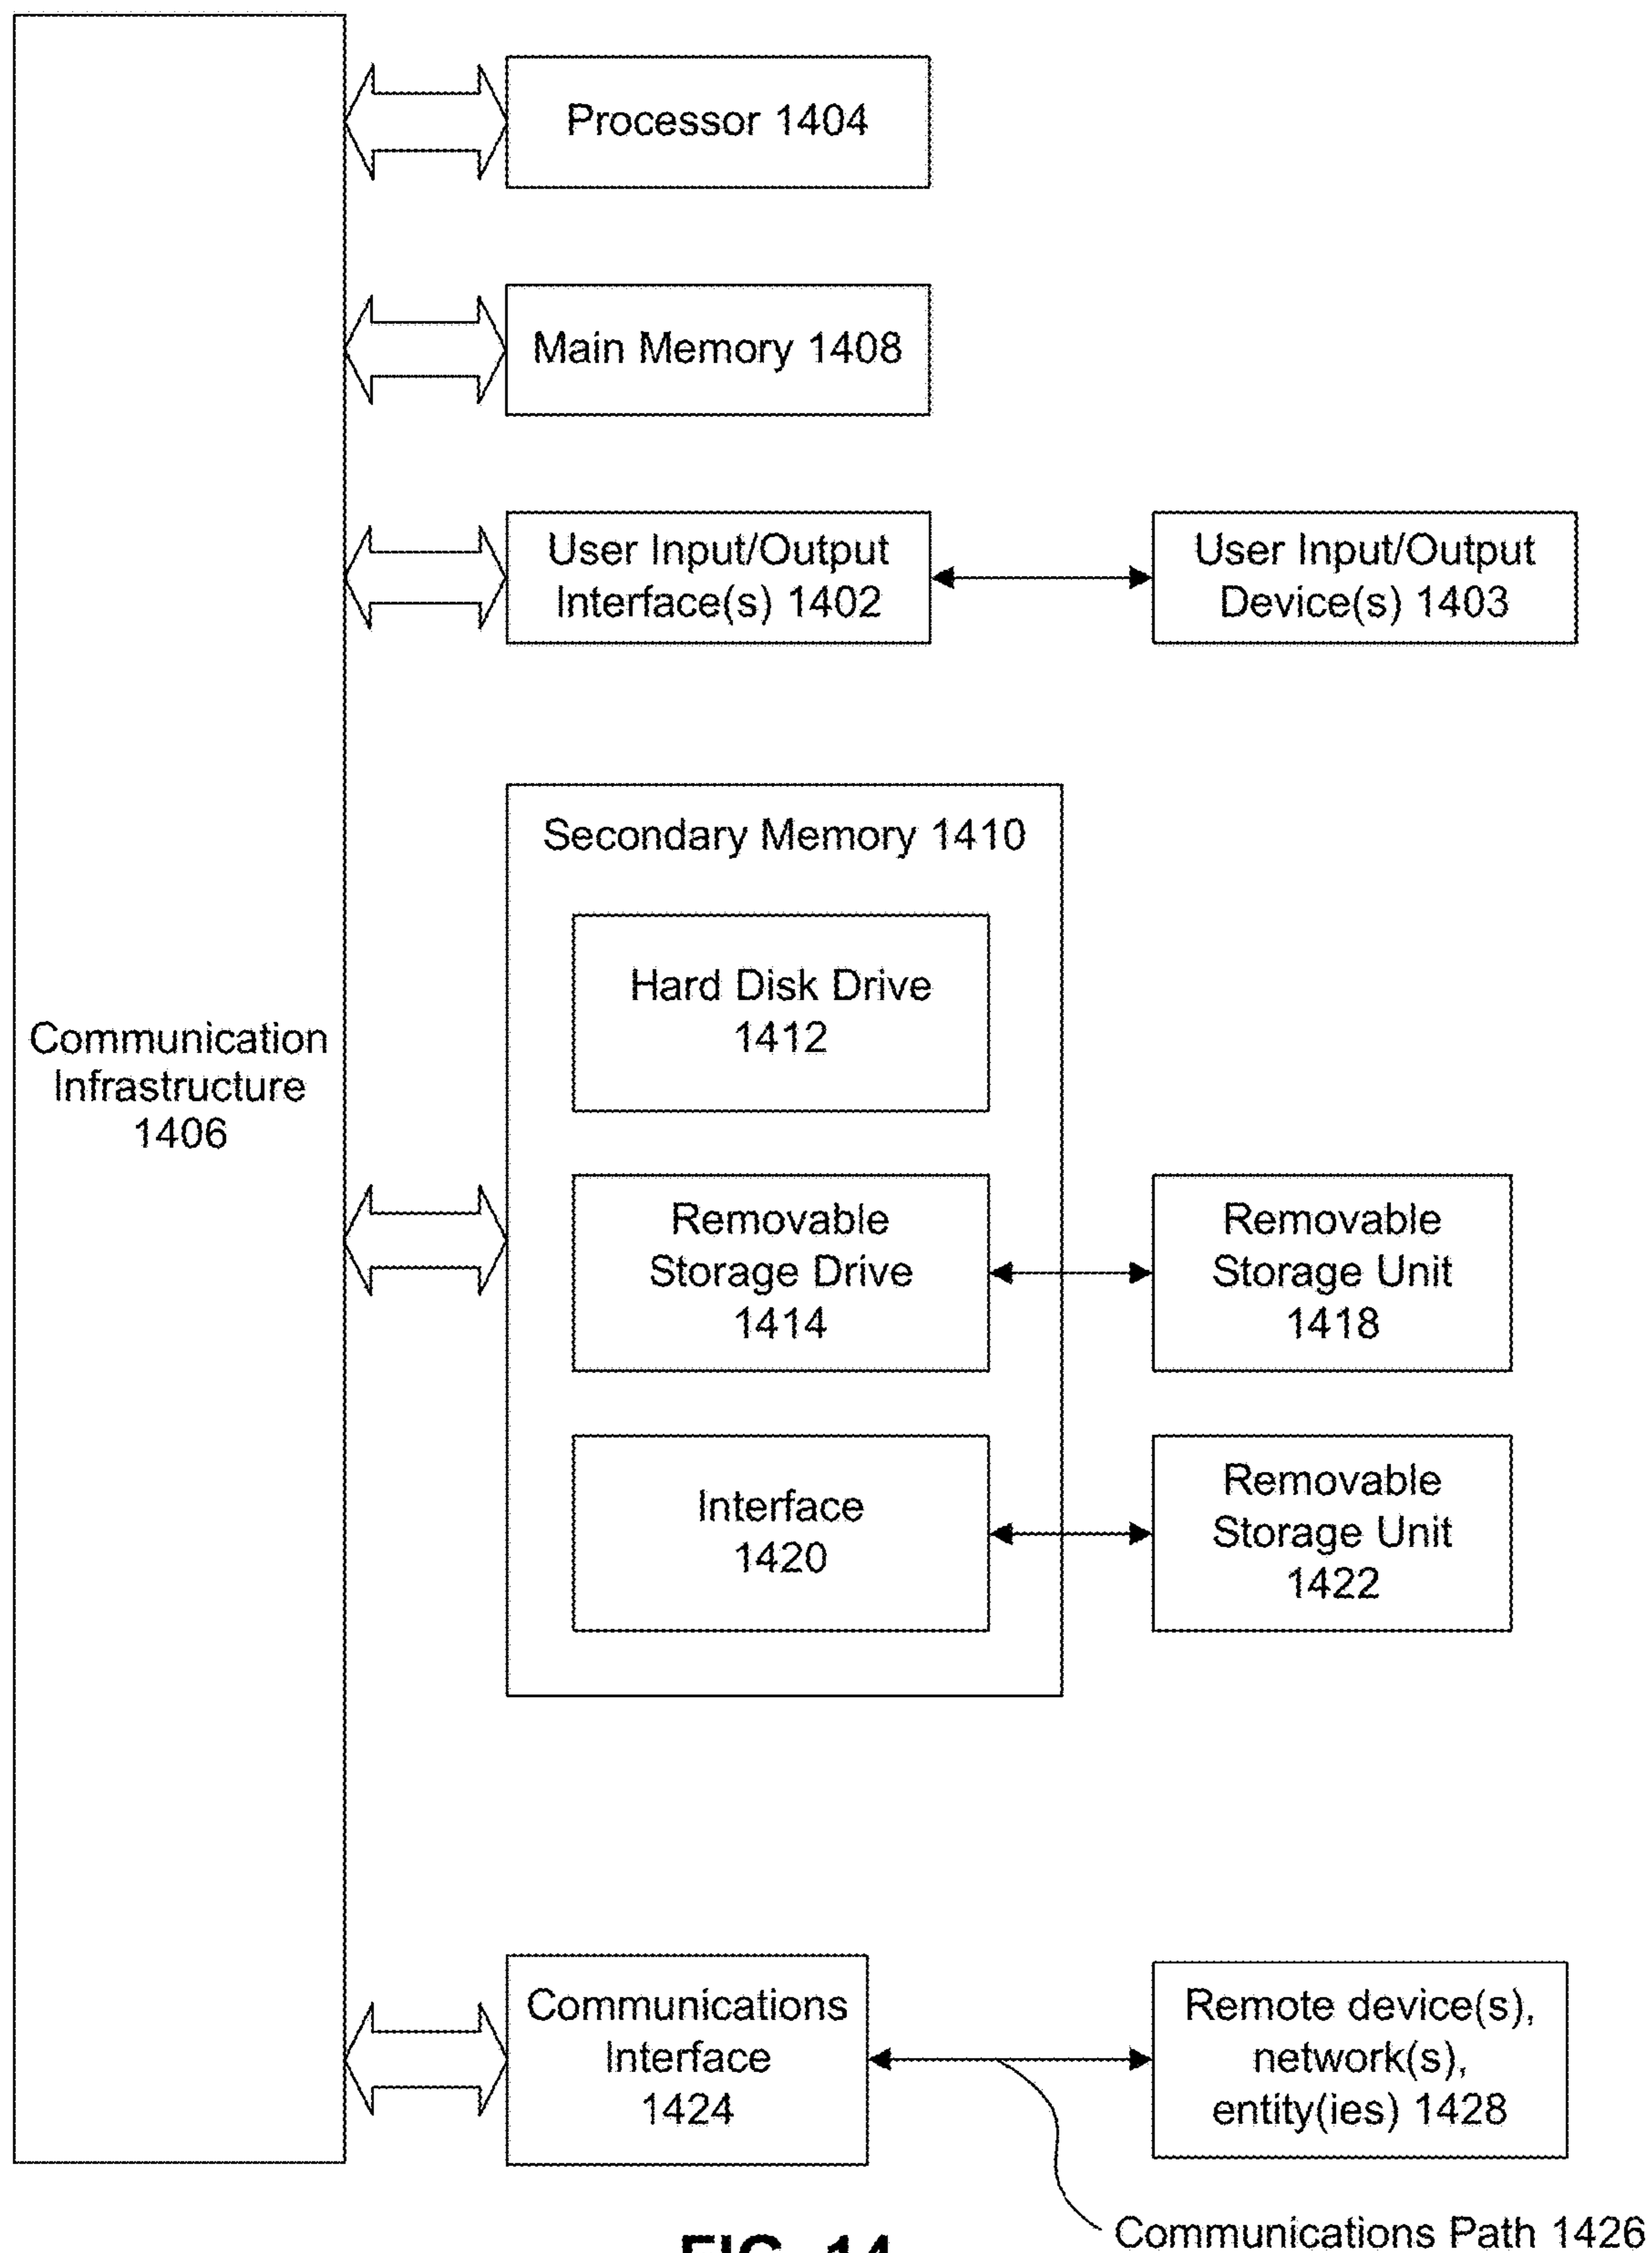 Processor 1404
Main Memory 1408
User Input/Output
Interface(s) 1402
User Input/Output
Device(s) 1403
Secondary Memory 1410
Hard Disk Drive
1412
Communication
Infrastructure
1406
Removable
Storage Drive
1414
Removable
Storage Unit
1418
Interface
1420
Removable
Storage Unit
1422
Communications
Interface
1424
Remote device(s),
network(s),
entity(ies) 1428
Communications Path 1426
FIG. 14